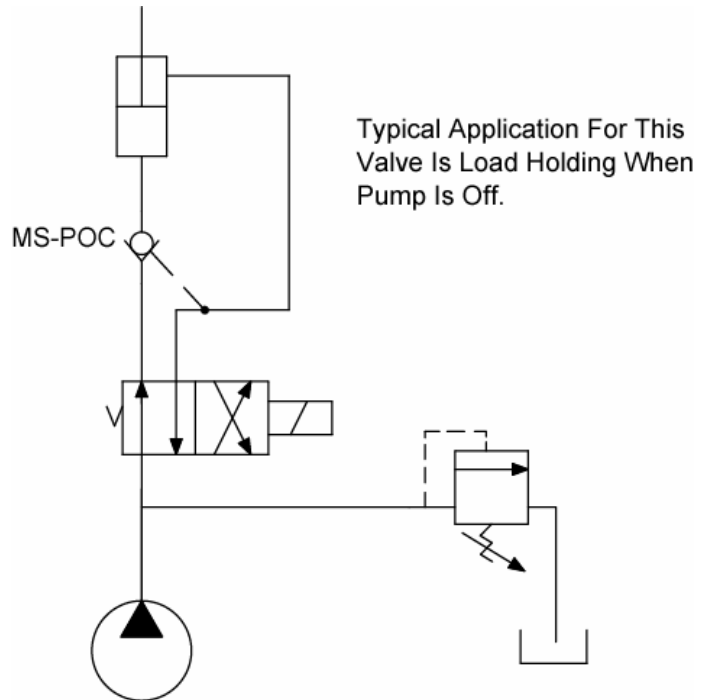 Typical Application For This
Valve Is Load Holding When
Pump Is Off.
MS-POC